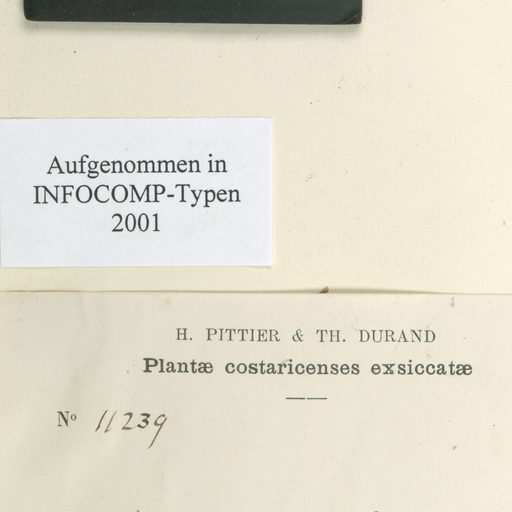 Aufgenommen in
INFOCOMP-Typen
2001
H. PITTIER & TH. DURAND
Plantæ costaricenses exsiccatæ
Nº 11239